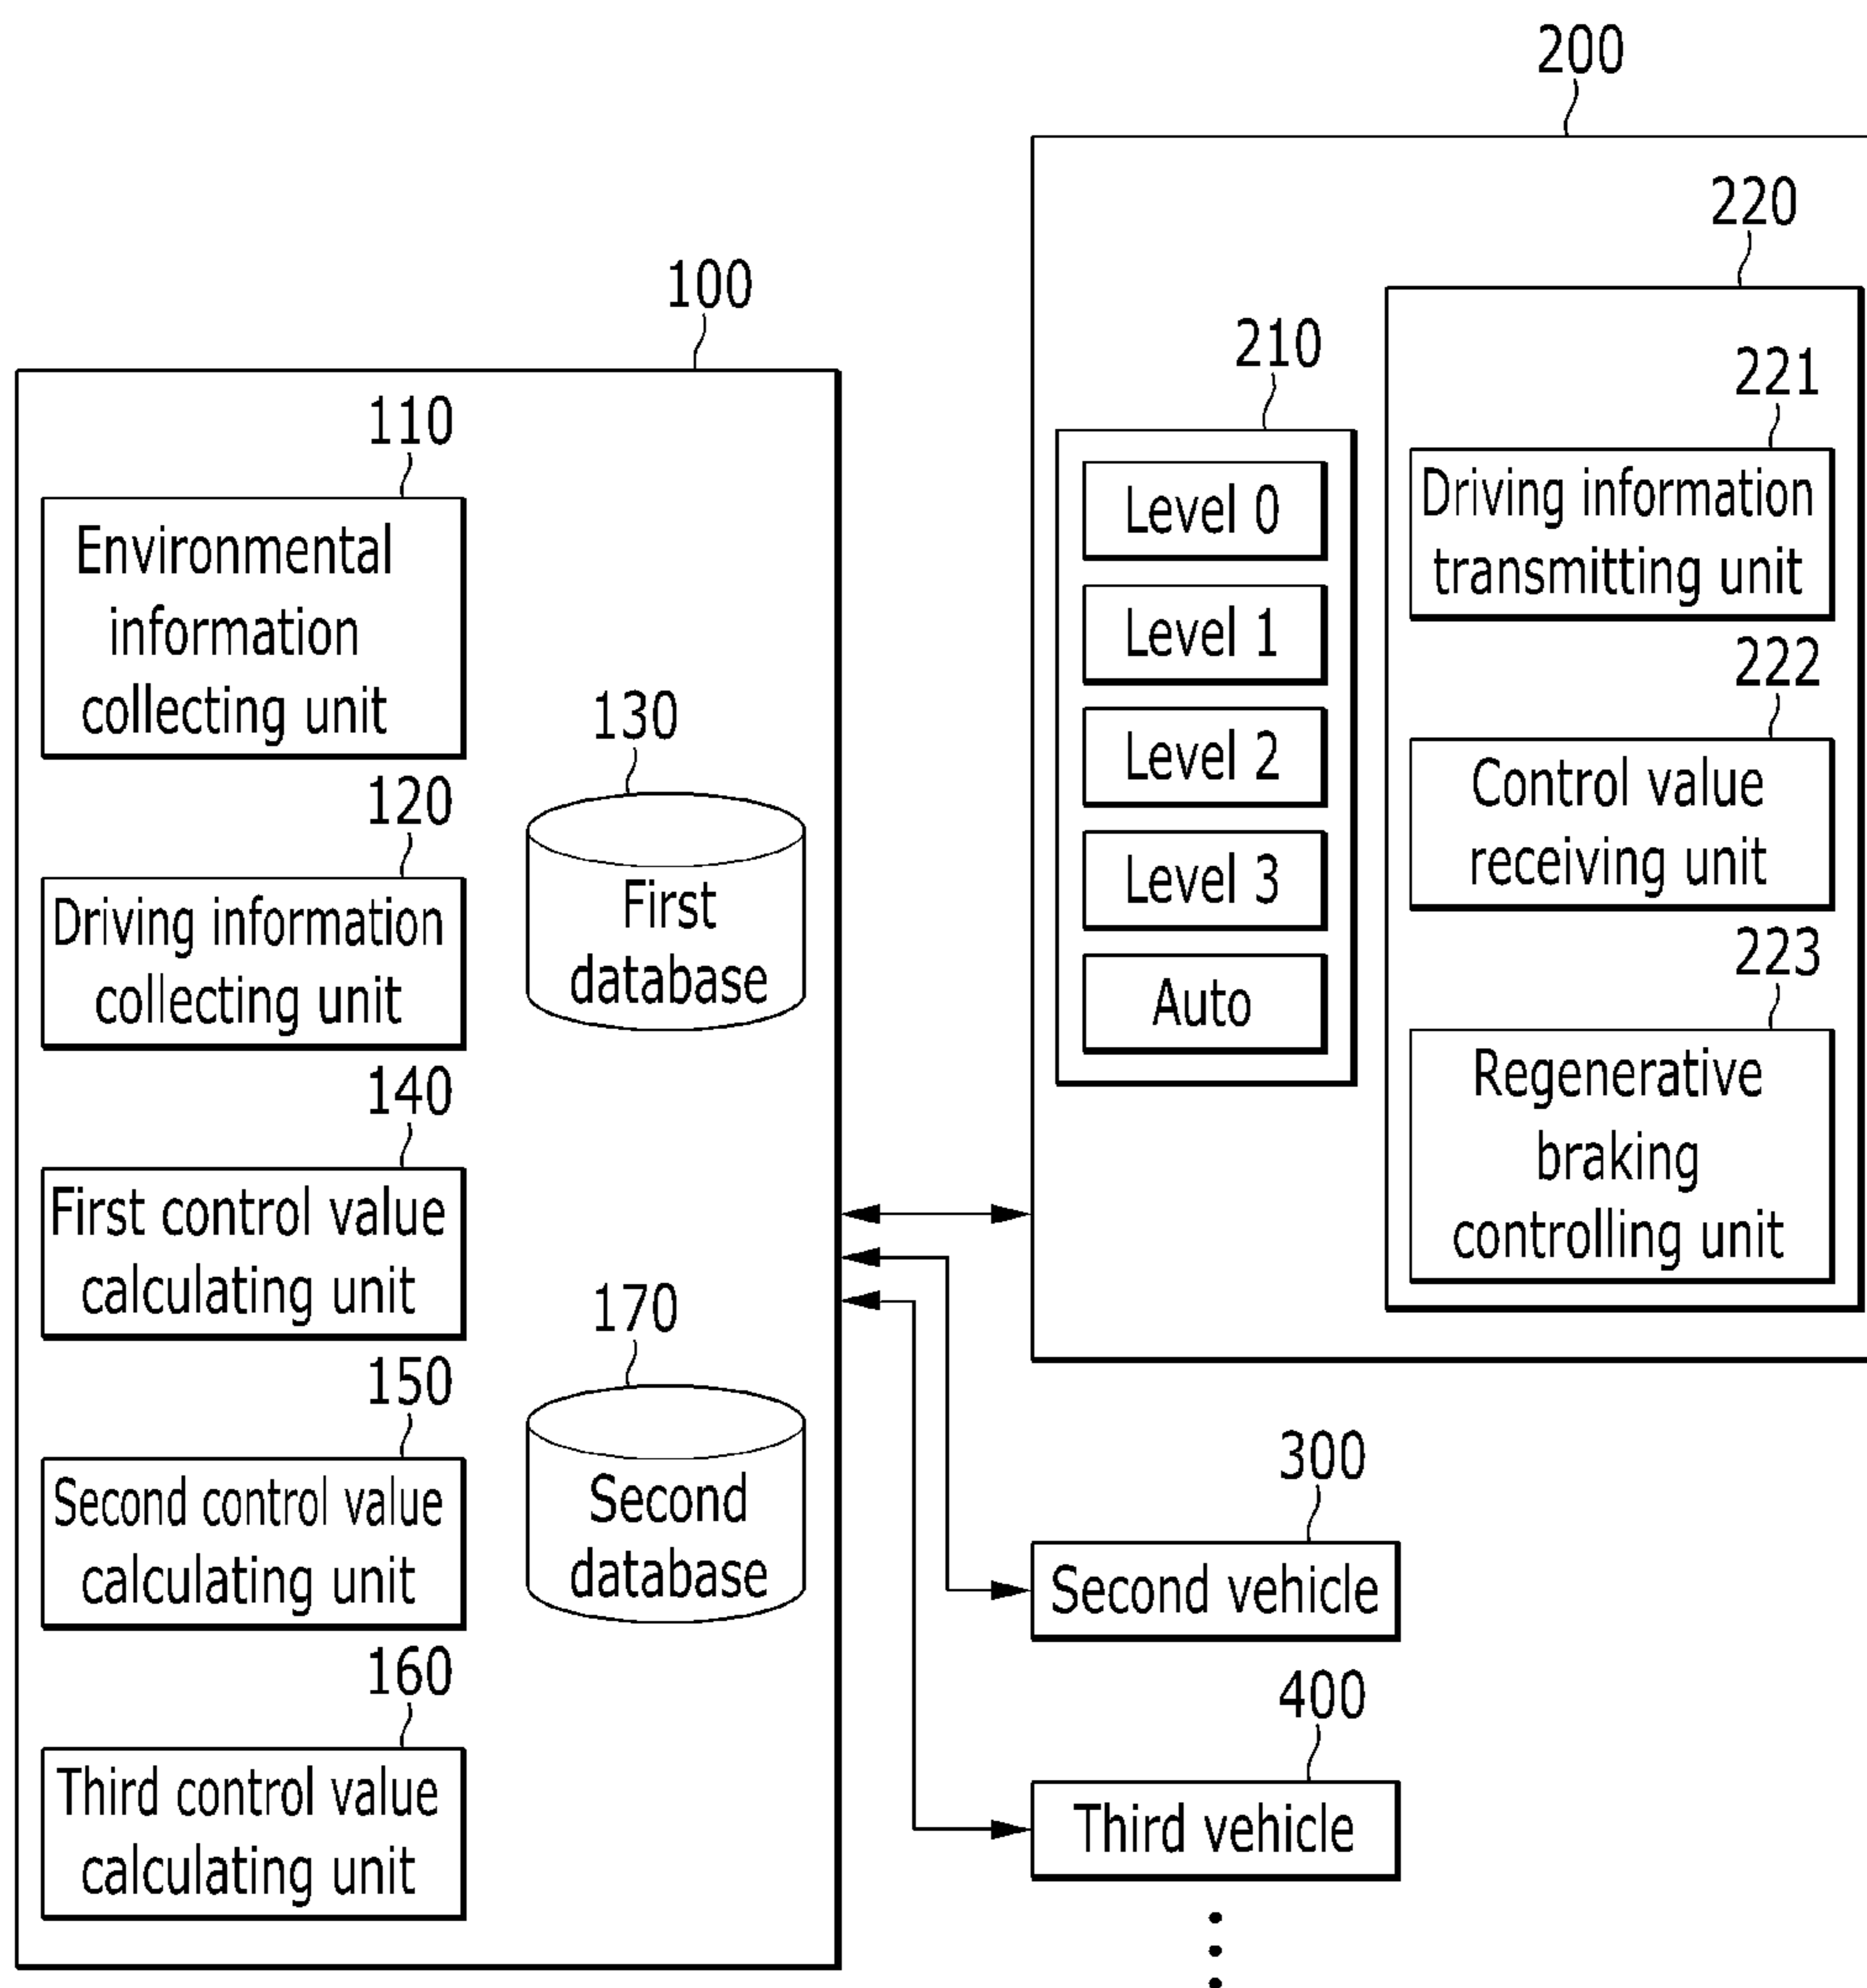 100
110
Environmental
information
collecting unit
120
Driving information
collecting unit
130
First
database
140
First control value
calculating unit
150
Second control value
calculating unit
160
Third control value
calculating unit
170
Second
database
200
210
Level 0
Level 1
Level 2
Level 3
Auto
220
221
Driving information
transmitting unit
222
Control value
receiving unit
223
Regenerative
braking
controlling unit
300
Second vehicle
400
Third vehicle